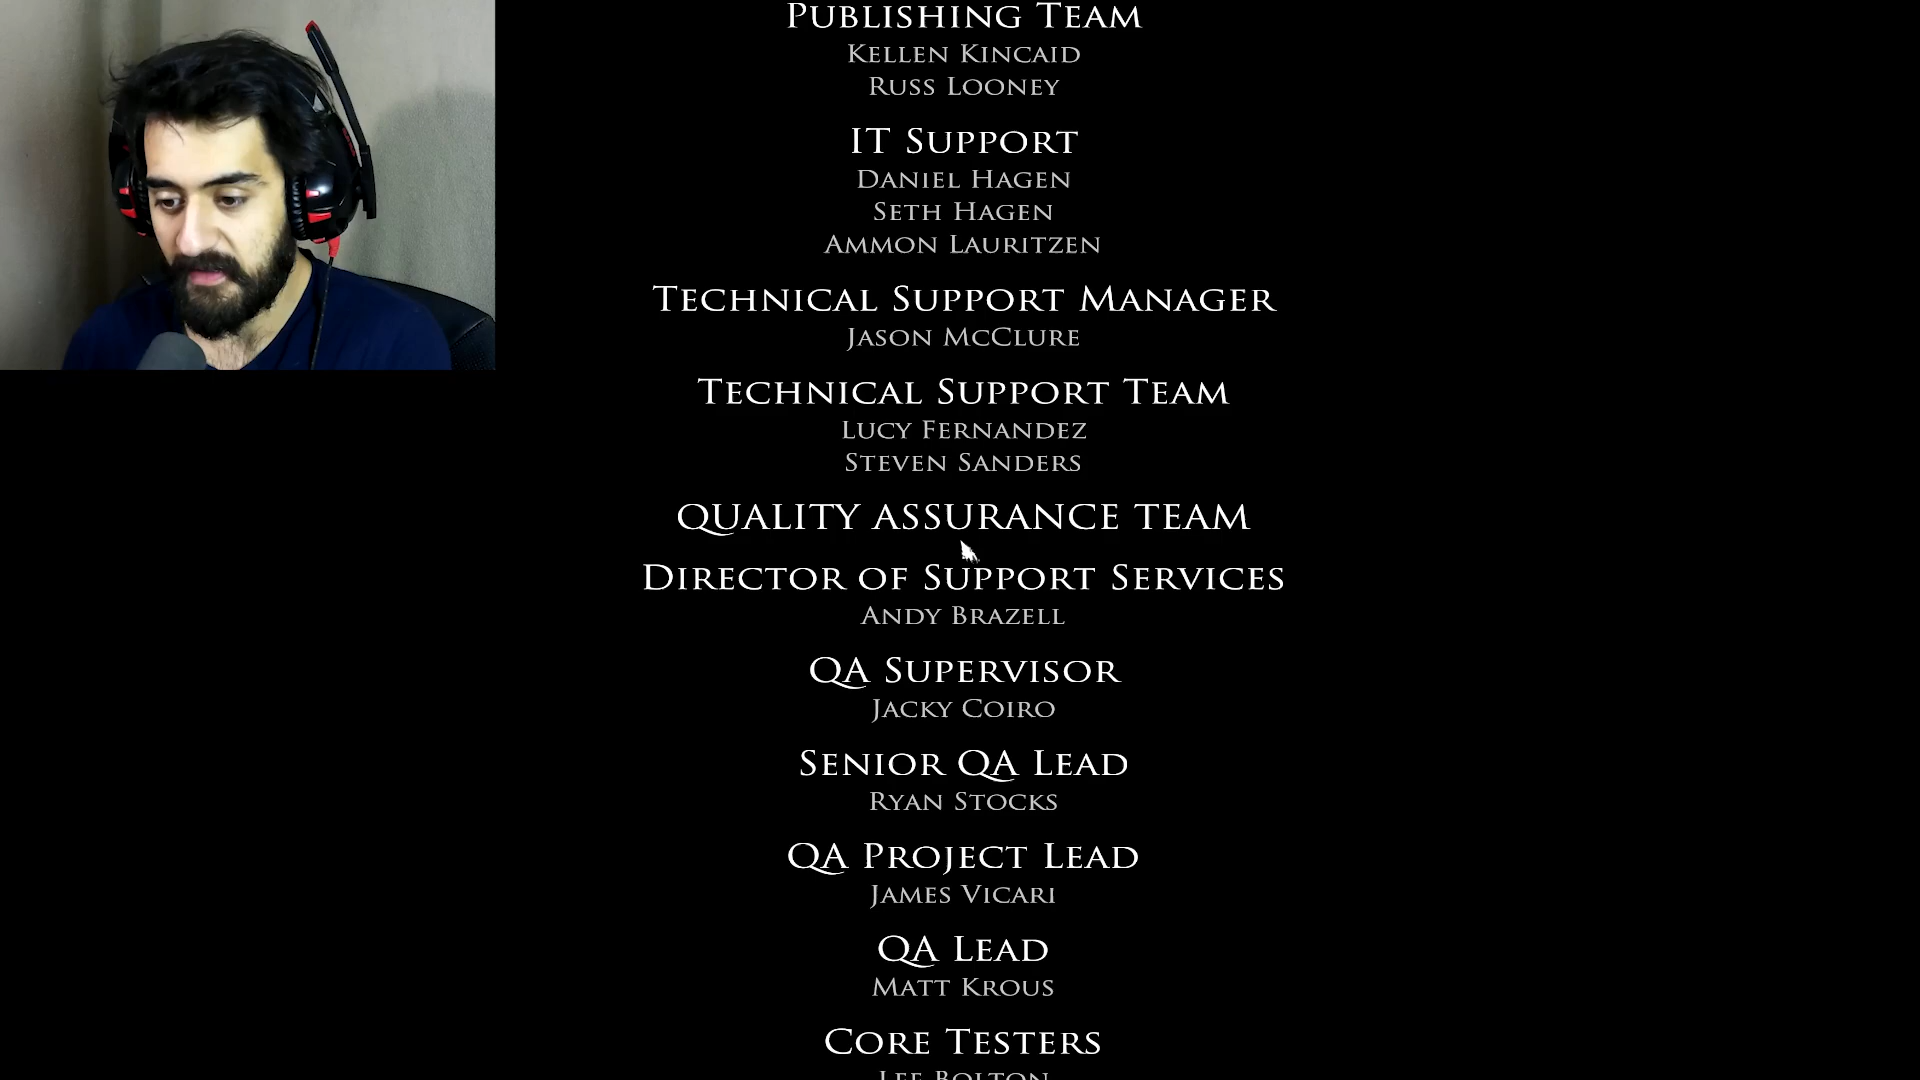 Publishing Team
Kellen Kincaid
Russ Looney
IT Support
Daniel Hagen
Seth Hagen
Ammon Lauritzen
Technical Support Manager
Jason McClure
Technical Support Team
Lucy Fernandez
Steven Sanders
QUALITY ASSURANCE TEAM
Director of Support Services
Andy Brazell
QA Supervisor
Jacky Coiro
Senior QA Lead
Ryan Stocks
QA Project Lead
James Vicari
QA Lead
Matt Krous
Core Testers
Lee Bolton